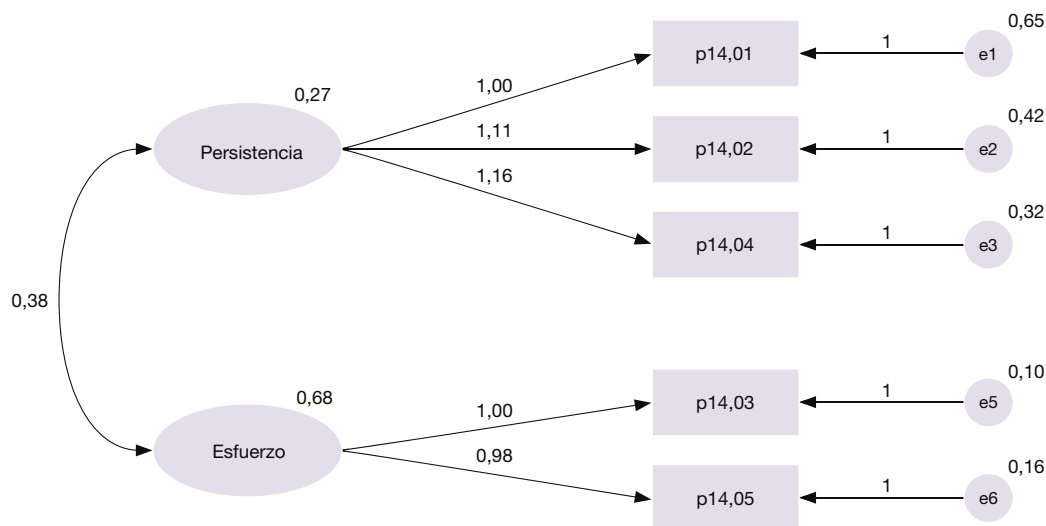 0,65
p14,01
1
e1
0,27
1,00
Persistencia
1,11
p14,02
1
e2
0,42
1,16
p14,04
1
e3
0,32
0,38
0,68
1,00
Esfuerzo
0,98
p14,03
1
e5
0,10
p14,05
1
e6
0,16